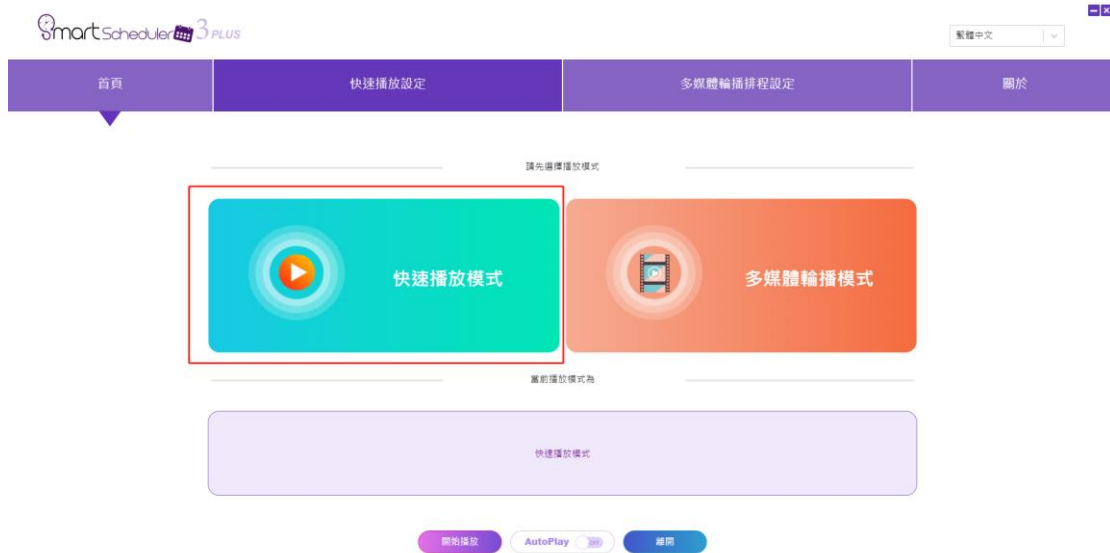 Smart Scheduler 3 PLUS
繁體中文
首頁
快速播放設定
多媒體輪播排程設定
關於
請先選擇播放模式
快速播放模式
多媒體輪播模式
當前播放模式為
快速播放模式
開始播放
AutoPlay OFF
離開